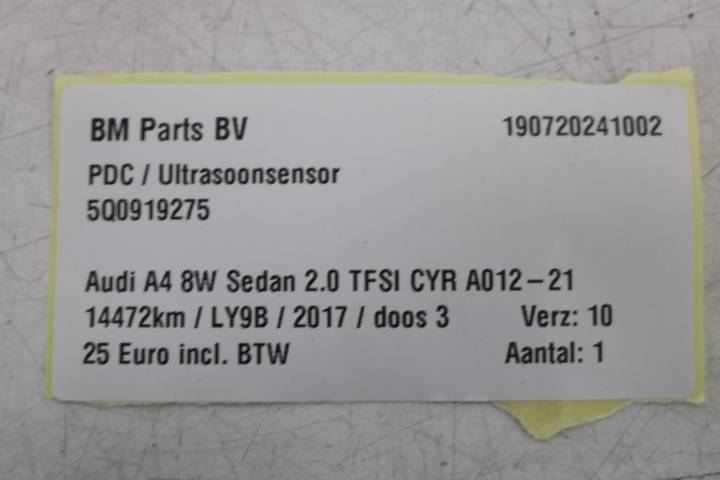 BM Parts BV 190720241002
PDC / Ultrasoonsensor
5Q0919275
Audi A4 8W Sedan 2.0 TFSI CYR A012-21
14472km / LY9B / 2017 / doos 3 Verz: 10
25 Euro incl. BTW Aantal: 1